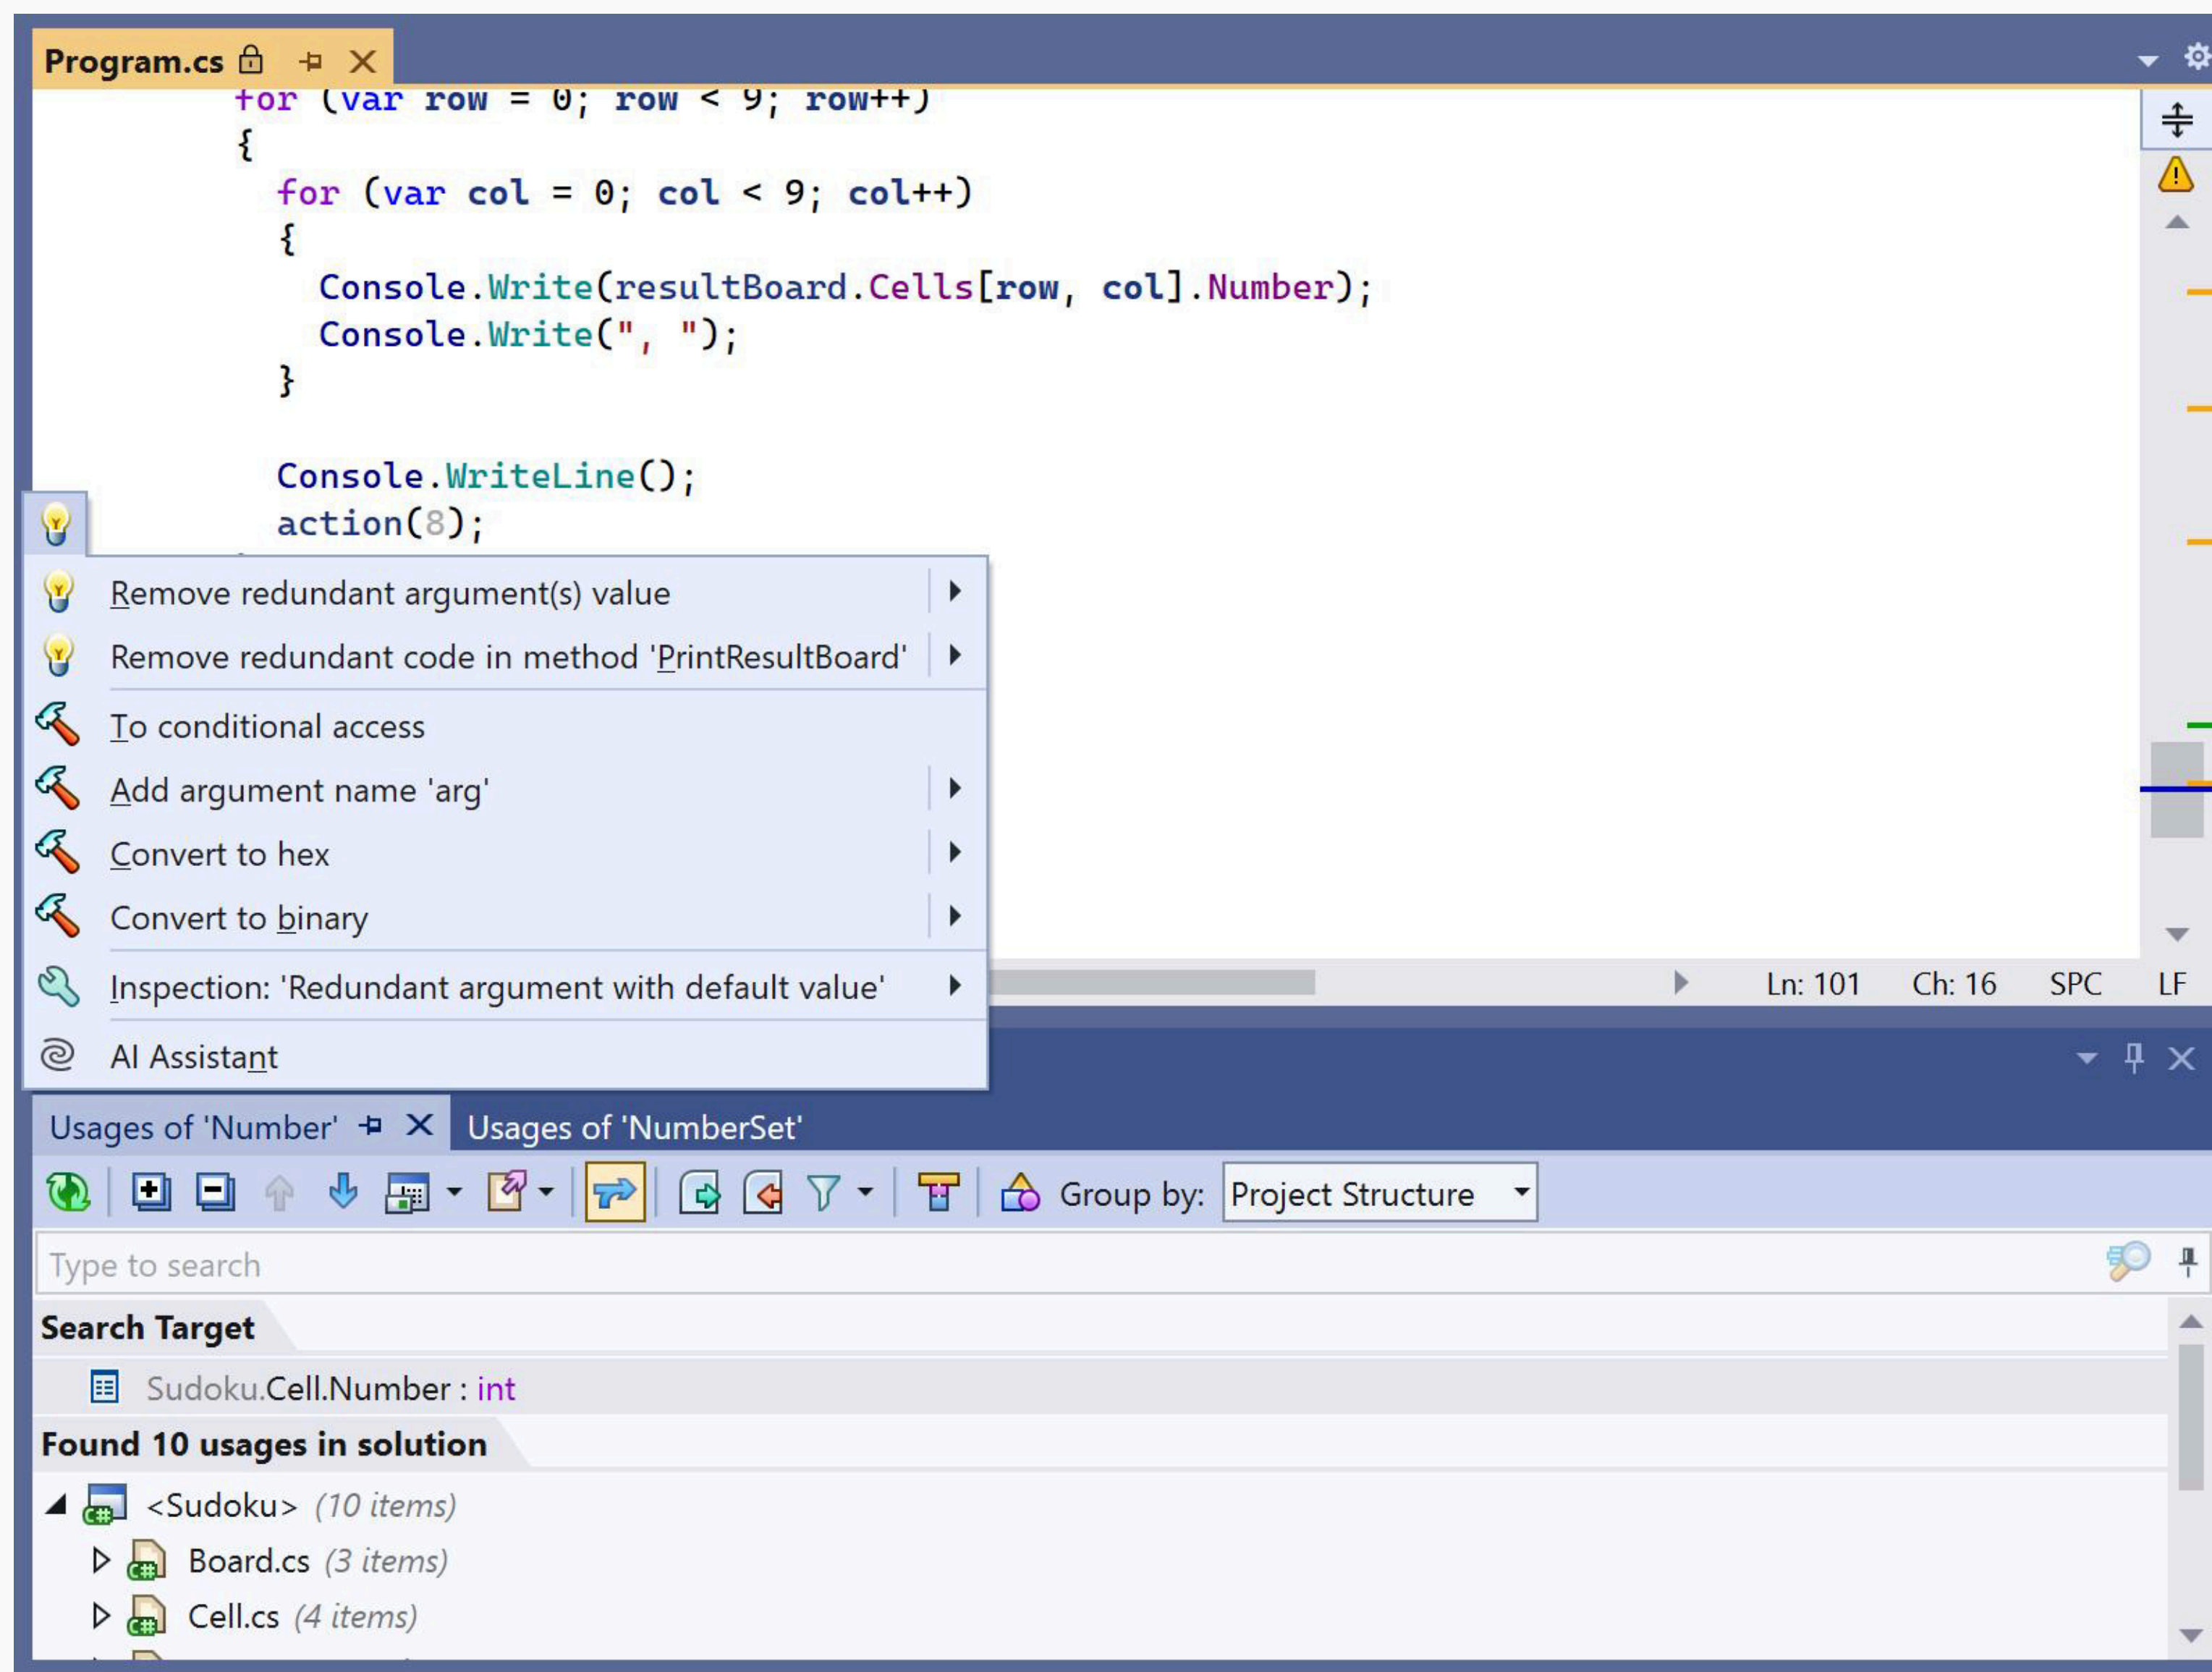 Program.cs
for (var row = 0; row < 9; row++)
{
for (var col = 0; col < 9; col++)
{
Console.Write(resultBoard.Cells[row, col].Number);
Console.Write(", ");
}
Console.WriteLine();
action(8);
Remove redundant argument(s) value
Remove redundant code in method 'PrintResultBoard'
To conditional access
Add argument name 'arg'
Convert to hex
Convert to binary
Inspection: 'Redundant argument with default value'
AI Assistant
Ln: 101 Ch: 16 SPC LF
Usages of 'Number' Usages of 'NumberSet'
Group by: Project Structure
Type to search
Search Target
Sudoku.Cell.Number : int
Found 10 usages in solution
<Sudoku> (10 items)
Board.cs (3 items)
Cell.cs (4 items)